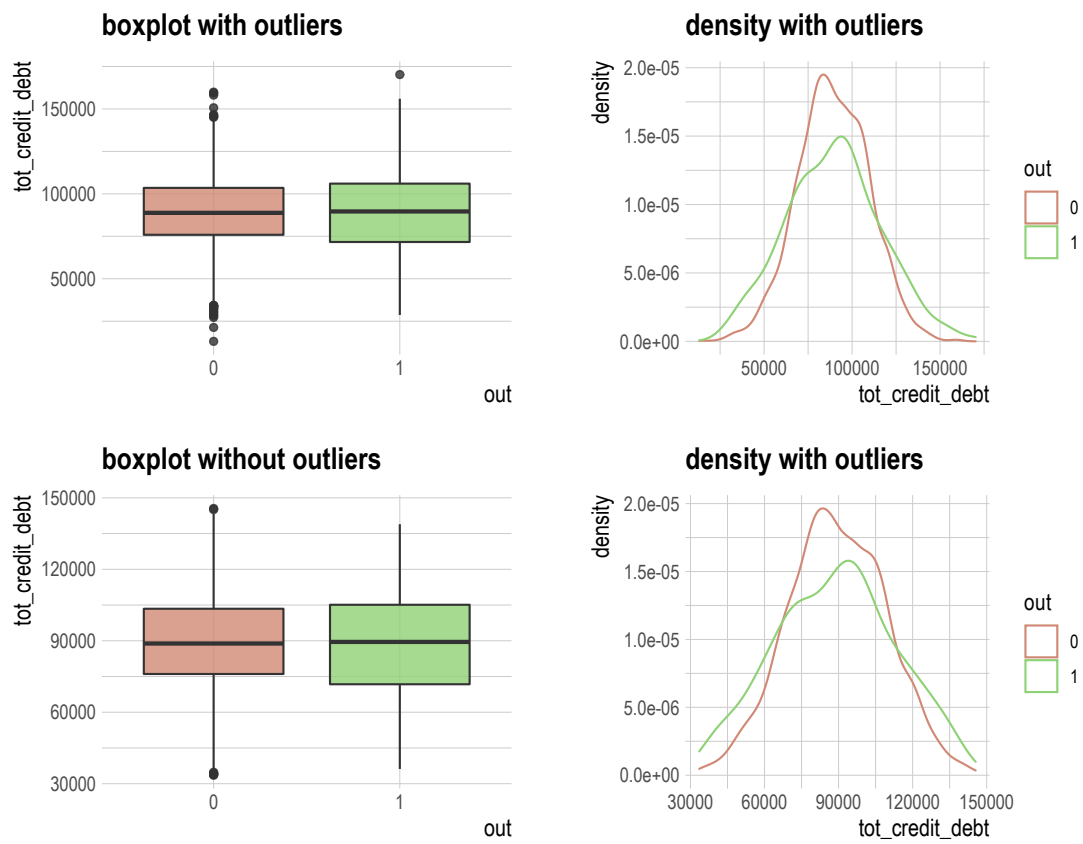 boxplot with outliers
tot_credit_debt
150000
100000
50000
0
1
out
density with outliers
density
2.0e-05
1.5e-05
1.0e-05
5.0e-06
0.0e+00
50000
100000
150000
tot_credit_debt
out
0
1
boxplot without outliers
tot_credit_debt
150000
120000
90000
60000
30000
0
1
out
density with outliers
density
2.0e-05
1.5e-05
1.0e-05
5.0e-06
0.0e+00
30000
60000
90000
120000
150000
tot_credit_debt
out
0
1